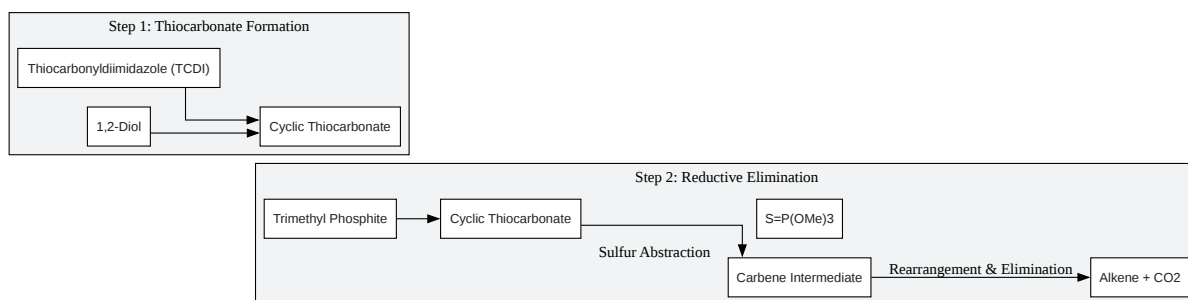 Step 1: Thiocarbonate Formation
Thiocarbonyldiimidazole (TCDI)
1,2-Diol
Cyclic Thiocarbonate
Step 2: Reductive Elimination
Trimethyl Phosphite
Cyclic Thiocarbonate
S=P(OMe)3
Sulfur Abstraction
Carbene Intermediate
Rearrangement & Elimination
Alkene + CO2